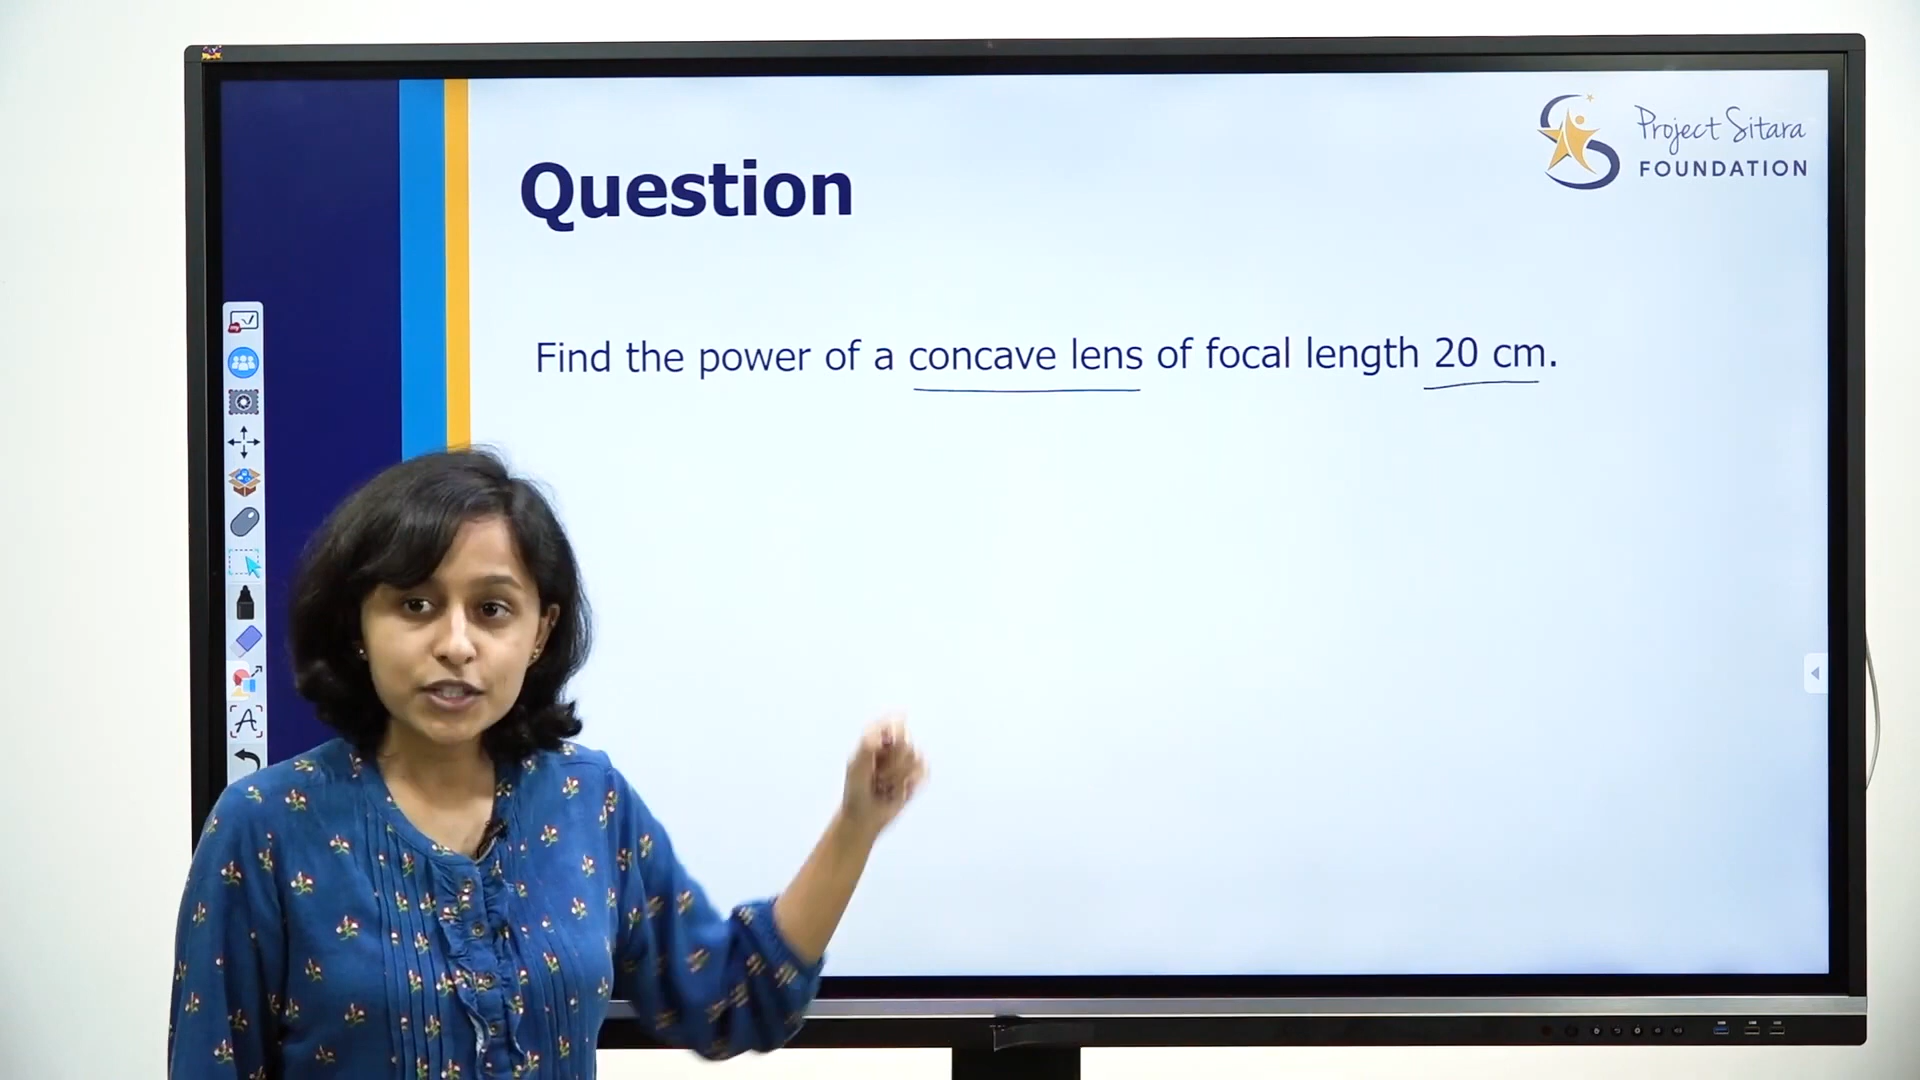 Project Sitara
FOUNDATION
Question
Find the power of a concave lens of focal length 20 cm.
A